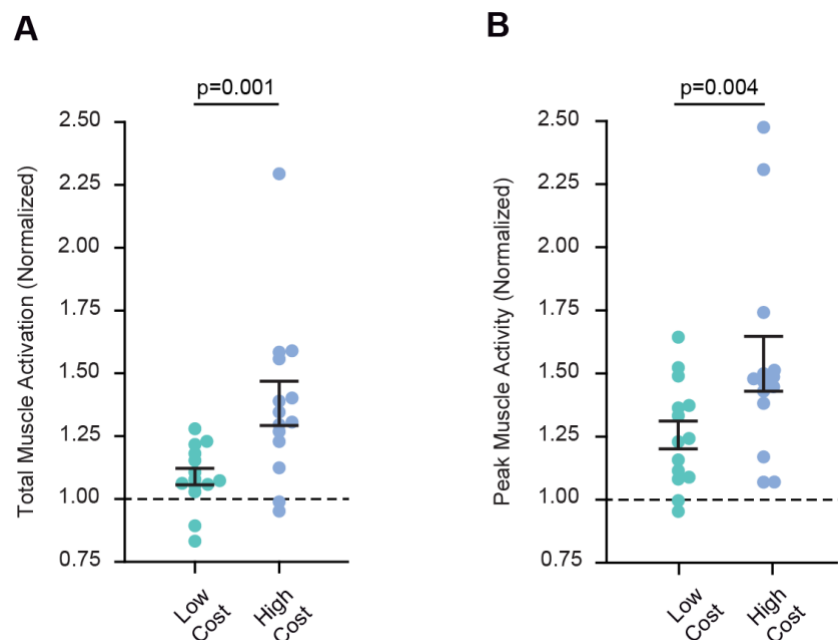 A
p=0.001
Total Muscle Activation (Normalized)
2.50
2.25
2.00
1.75
1.50
1.25
1.00
0.75
Low
Cost
High
Cost
B
p=0.004
Peak Muscle Activity (Normalized)
2.50
2.25
2.00
1.75
1.50
1.25
1.00
0.75
Low
Cost
High
Cost